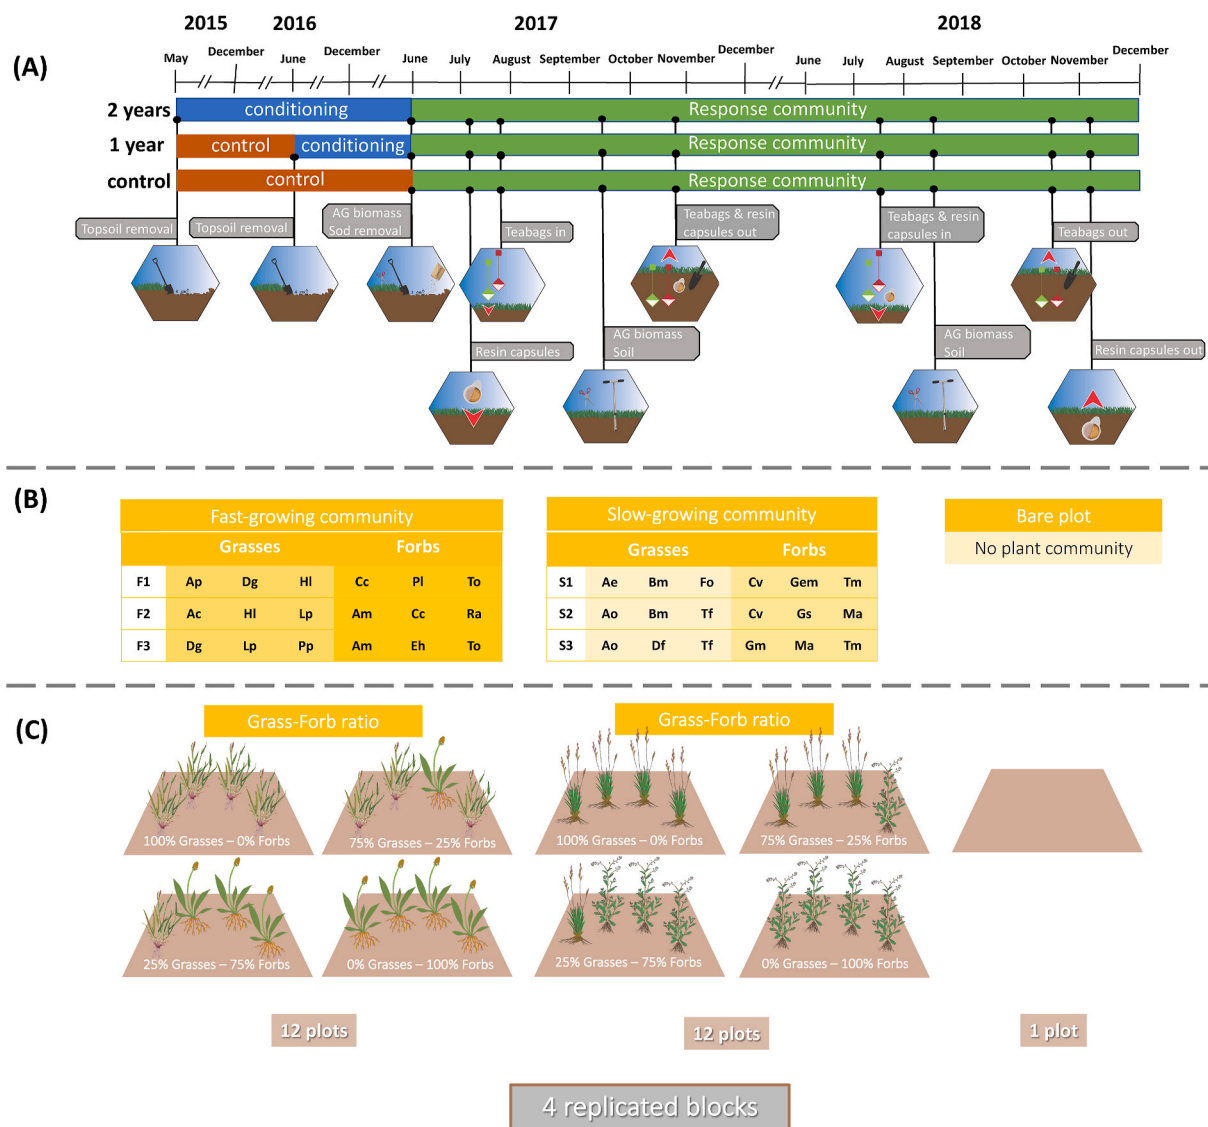 2015 2016 2017 2018
(A)
May December June December June July August September October November December June July August September October November December
2 years conditioning Response community
1 year control conditioning Response community
control control Response community
Topsoil removal
Topsoil removal
AG biomass
Sod removal
Teabags in
Teabags & resin
capsules out
Teabags & resin
capsules in
Teabags out
Resin capsules
AG biomass
Soil
AG biomass
Soil
Resin capsules out
(B)
Fast-growing community
Grasses Forbs
F1 Ap Dg Hl Cc Pl To
F2 Ac Hl Lp Am Cc Ra
F3 Dg Lp Pp Am Eh To
Slow-growing community
Grasses Forbs
S1 Ae Bm Fo Cv Gem Tm
S2 Ao Bm Tf Cv Gs Ma
S3 Ao Df Tf Gm Ma Tm
Bare plot
No plant community
(C)
Grass-Forb ratio
Grass-Forb ratio
100% Grasses – 0% Forbs
75% Grasses – 25% Forbs
100% Grasses – 0% Forbs
75% Grasses – 25% Forbs
25% Grasses – 75% Forbs
0% Grasses – 100% Forbs
25% Grasses – 75% Forbs
0% Grasses – 100% Forbs
12 plots
12 plots
1 plot
4 replicated blocks